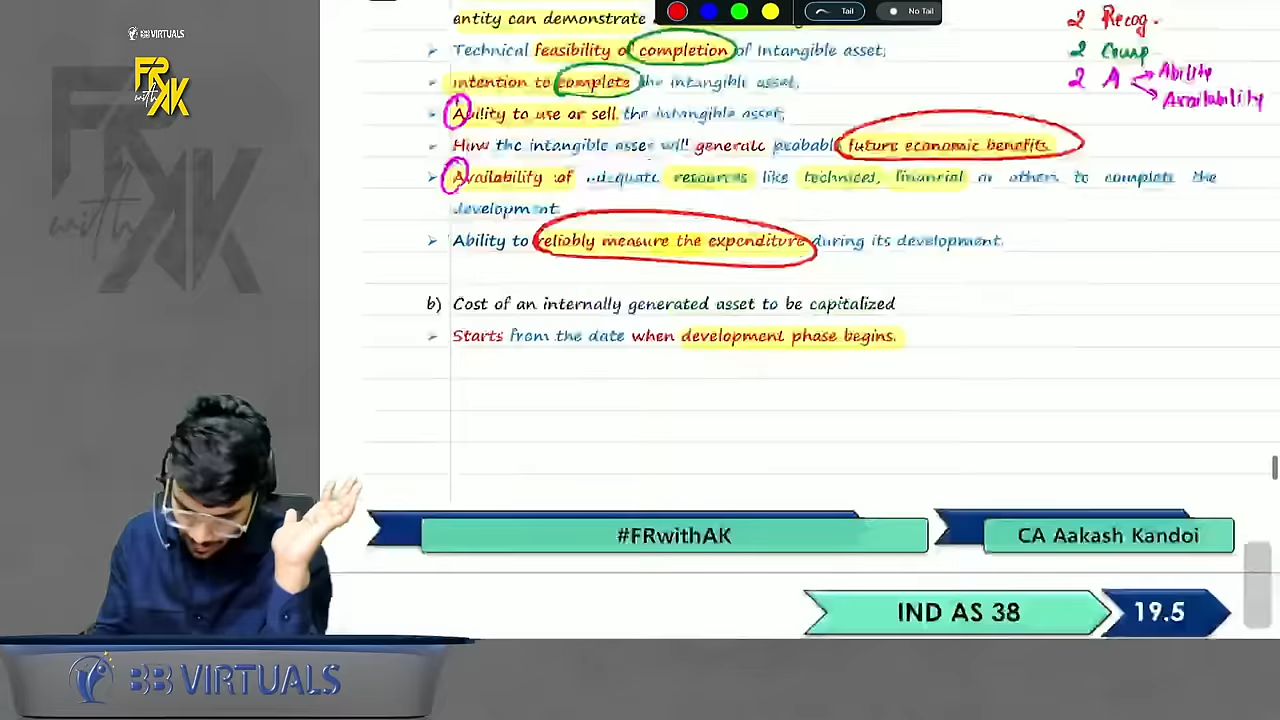 Tail
No Tail
BB VIRTUALS
FR
with
AK
FR
with
AK
entity can demonstrate
Technical feasibility of completion of Intangible asset;
Intention to complete the intangible asset;
Ability to use or sell the intangible asset;
How the intangible asset will generate probable future economic benefits
Availability of adequate resources like technical, financial or others to complete the
development
Ability to reliably measure the expenditure during its development.
2 Recog.
2 Comp
2 A
Ability
Availability
b) Cost of an internally generated asset to be capitalized
Starts from the date when development phase begins.
#FRwithAK
CA Aakash Kandoi
IND AS 38
19.5
BB VIRTUALS